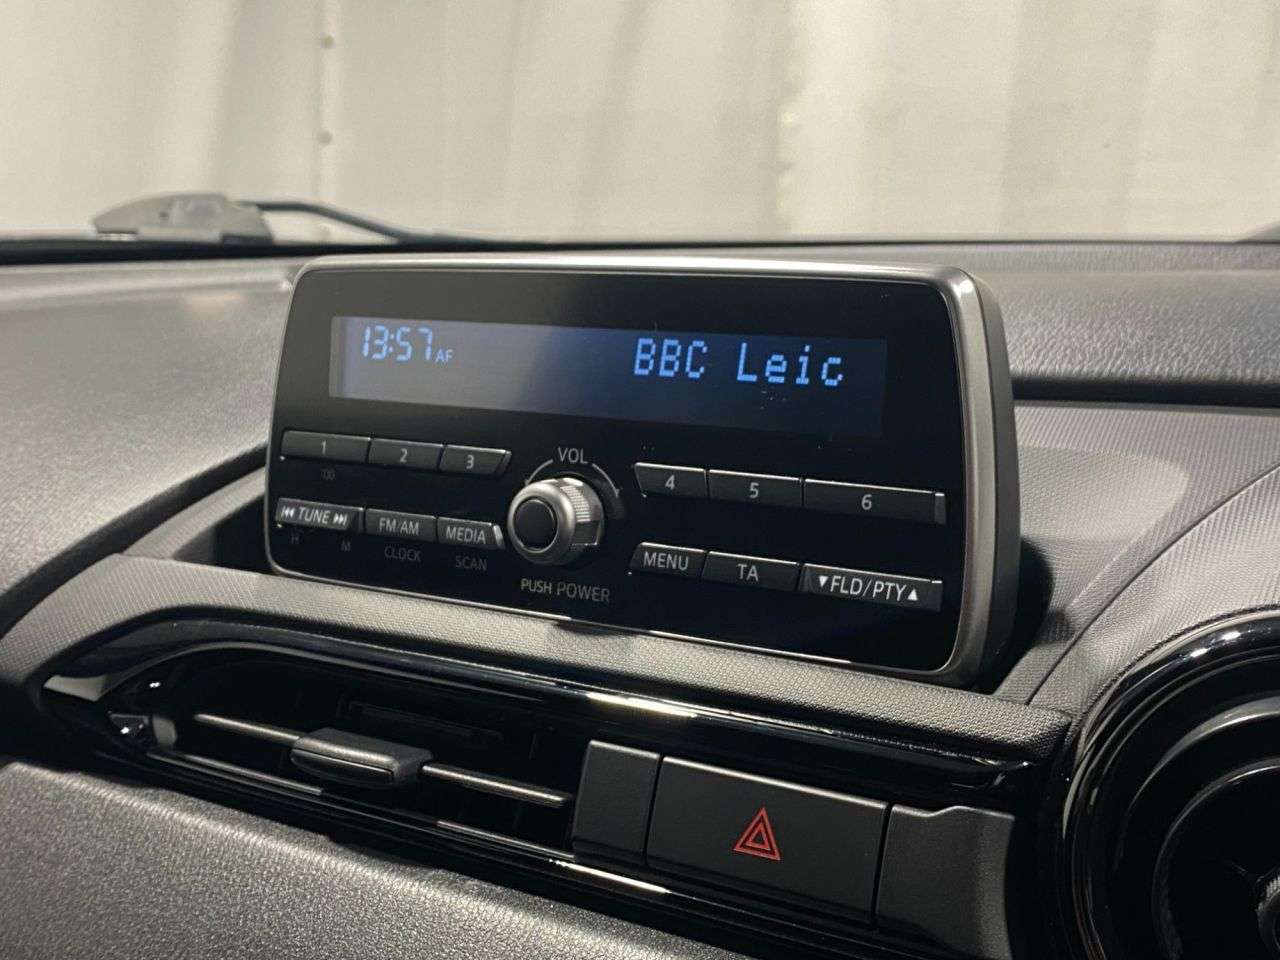 13:57 AF
BBC Leic
1 2 3
VOL
4 5 6
TUNE FM/AM MEDIA
H M CLOCK SCAN
PUSH POWER
MENU TA ▼FLD/PTY▲